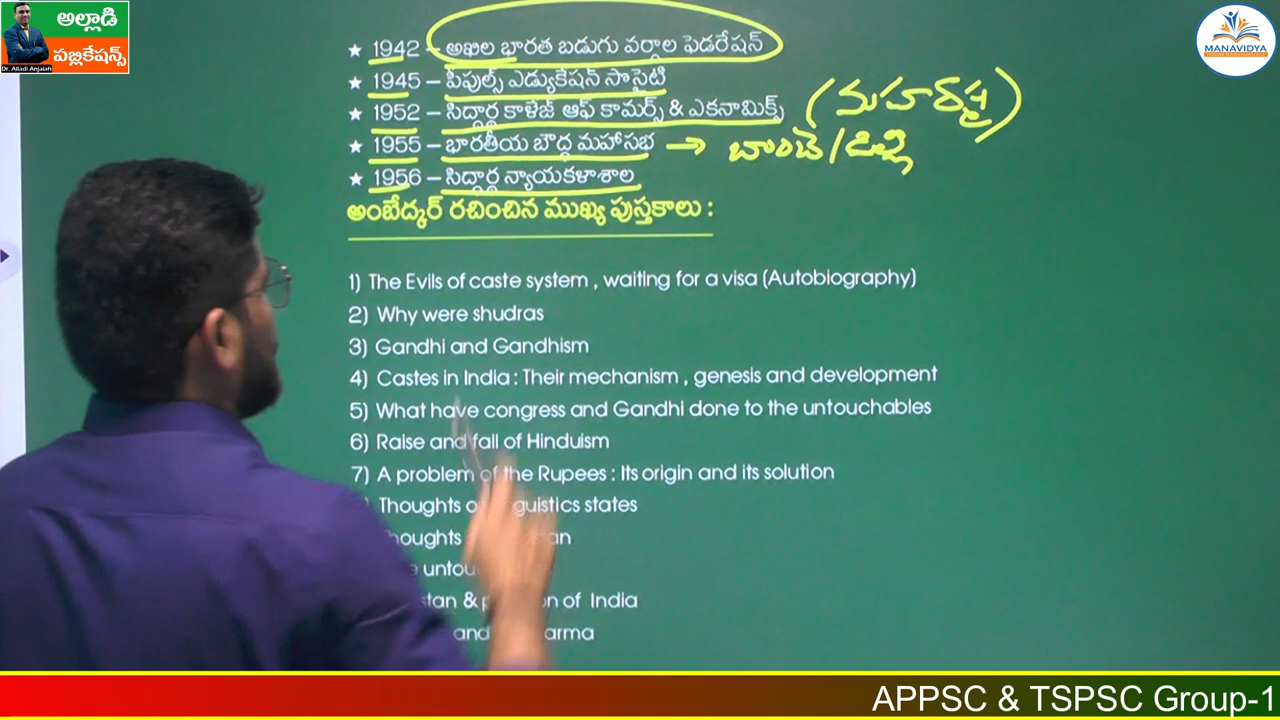 అల్లాడి
పబ్లికేషన్స్
Dr. Alladi Anjaiah
MANAVIDYA
★ 1942 – అఖిల భారత బడుగు వర్గాల ఫెడరేషన్
★ 1945 – పీపుల్స్ ఎడ్యుకేషన్ సొసైటి
★ 1952 – సిద్దార్థ కాలేజ్ ఆఫ్ కామర్స్ & ఎకనామిక్స్ (మహారాష్ట్ర)
★ 1955 – భారతీయ బౌద్ధ మహాసభ → బాంబె/ఢిల్లీ
★ 1956 – సిద్దార్థ న్యాయకళాశాల
అంబేద్కర్ రచించిన ముఖ్య పుస్తకాలు :
1) The Evils of caste system , waiting for a visa (Autobiography)
2) Why were shudras
3) Gandhi and Gandhism
4) Castes in India : Their mechanism , genesis and development
5) What have congress and Gandhi done to the untouchables
6) Raise and fall of Hinduism
7) A problem of the Rupees : Its origin and its solution
Thoughts guistics states
houghts
untou
stan & of India
and arma
APPSC & TSPSC Group-1